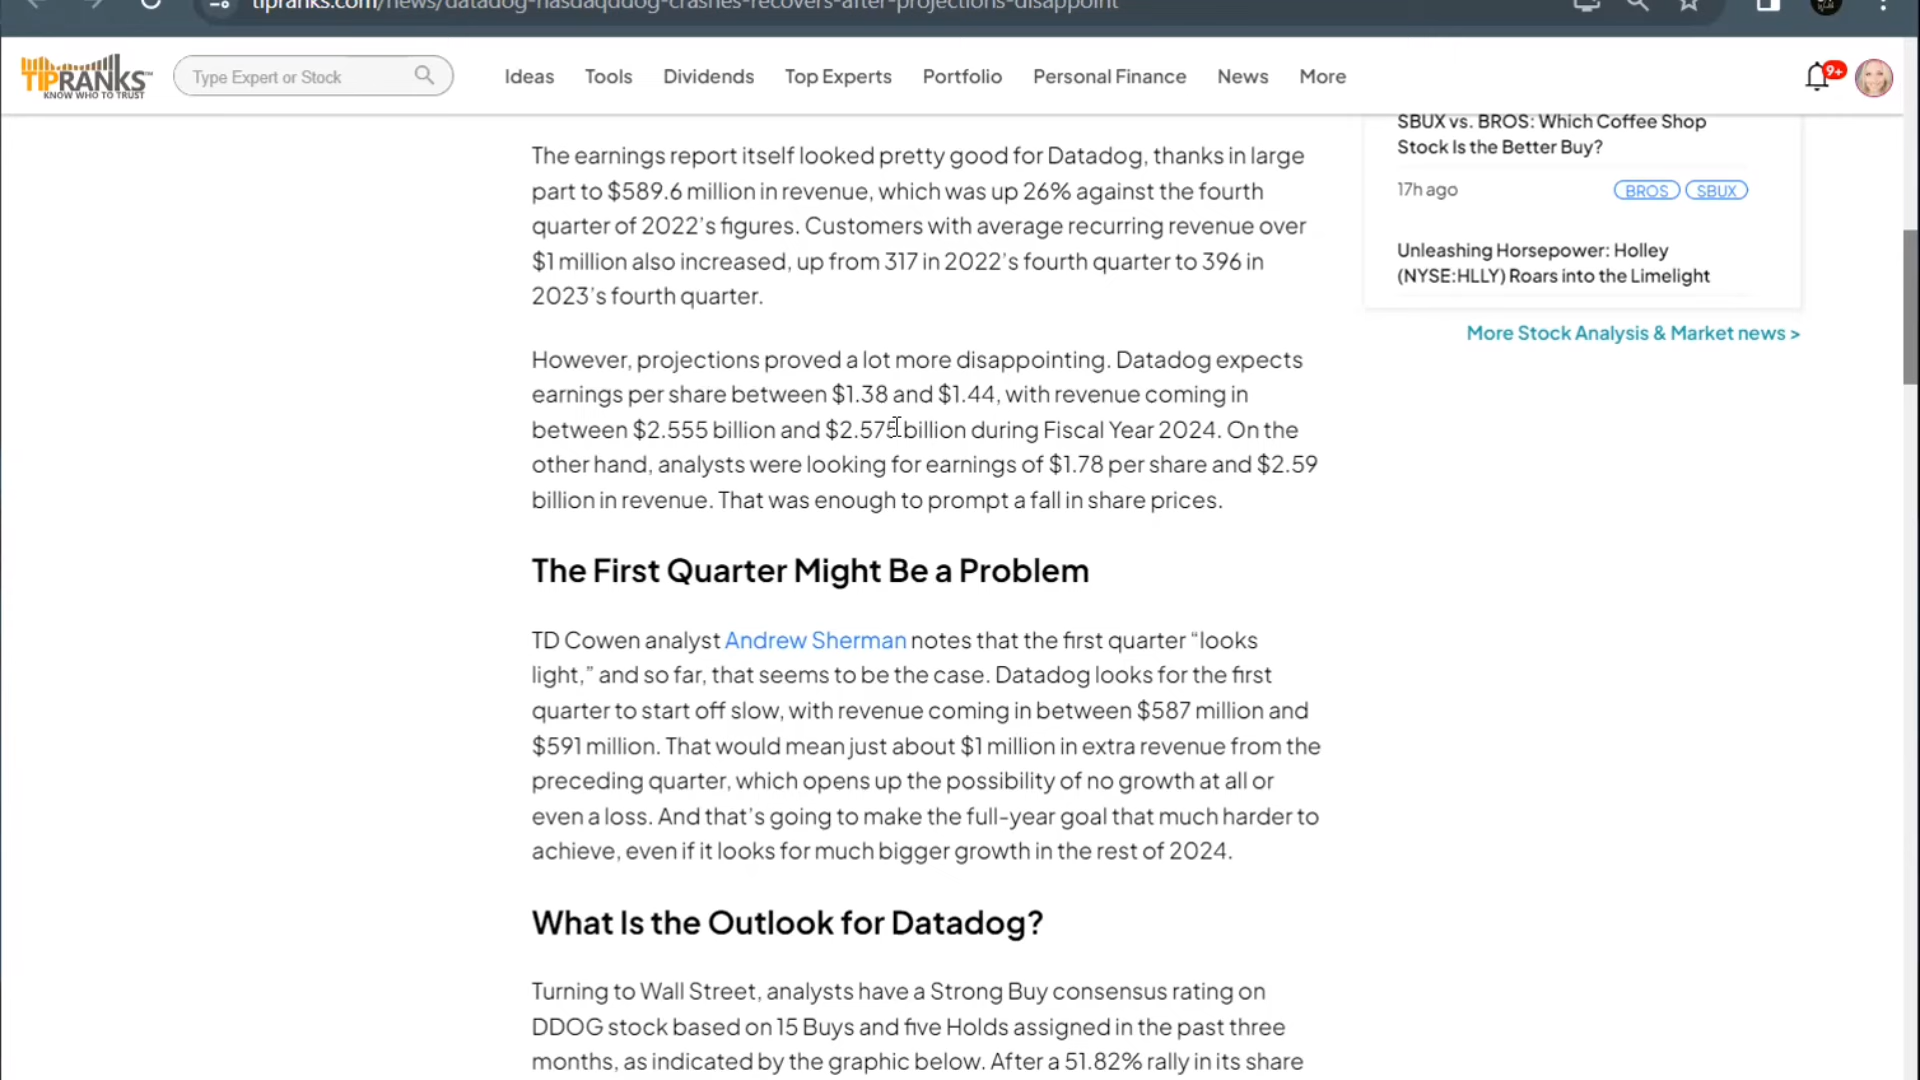 tipranks.com/news/datadog-nasdaqddog-crashes-recovers-after-projections-disappoint
TIPRANKS
KNOW WHO TO TRUST
Type Expert or Stock
Ideas
Tools
Dividends
Top Experts
Portfolio
Personal Finance
News
More
9+
The earnings report itself looked pretty good for Datadog, thanks in large
part to $589.6 million in revenue, which was up 26% against the fourth
quarter of 2022’s figures. Customers with average recurring revenue over
$1 million also increased, up from 317 in 2022’s fourth quarter to 396 in
2023’s fourth quarter.
However, projections proved a lot more disappointing. Datadog expects
earnings per share between $1.38 and $1.44, with revenue coming in
between $2.555 billion and $2.575 billion during Fiscal Year 2024. On the
other hand, analysts were looking for earnings of $1.78 per share and $2.59
billion in revenue. That was enough to prompt a fall in share prices.
The First Quarter Might Be a Problem
TD Cowen analyst Andrew Sherman notes that the first quarter “looks
light,” and so far, that seems to be the case. Datadog looks for the first
quarter to start off slow, with revenue coming in between $587 million and
$591 million. That would mean just about $1 million in extra revenue from the
preceding quarter, which opens up the possibility of no growth at all or
even a loss. And that’s going to make the full-year goal that much harder to
achieve, even if it looks for much bigger growth in the rest of 2024.
What Is the Outlook for Datadog?
Turning to Wall Street, analysts have a Strong Buy consensus rating on
DDOG stock based on 15 Buys and five Holds assigned in the past three
months, as indicated by the graphic below. After a 51.82% rally in its share
SBUX vs. BROS: Which Coffee Shop
Stock Is the Better Buy?
17h ago
BROS
SBUX
Unleashing Horsepower: Holley
(NYSE:HLLY) Roars into the Limelight
More Stock Analysis & Market news >